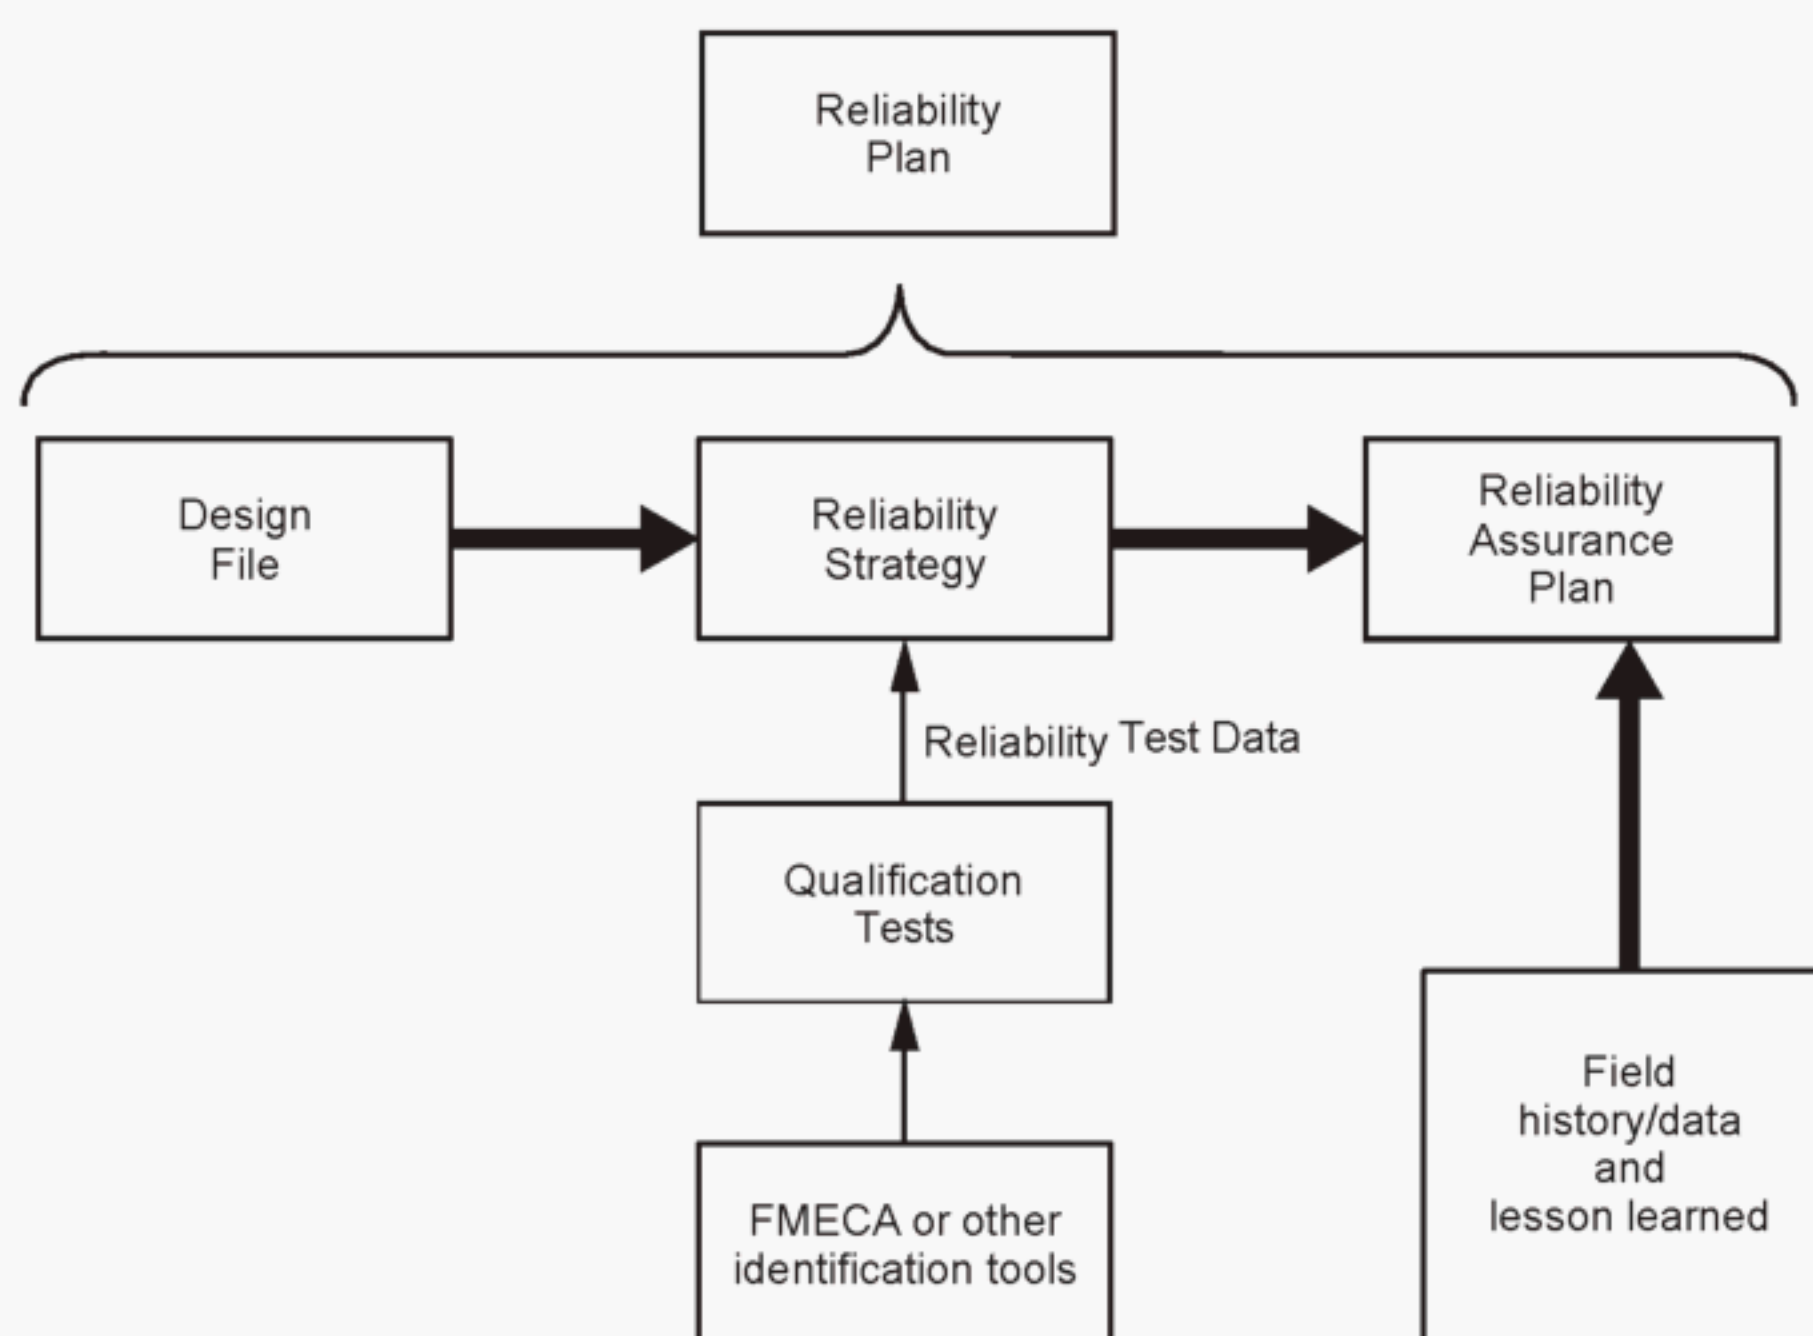 Reliability
Plan
Design
File
Reliability
Strategy
Reliability
Assurance
Plan
Reliability Test Data
Qualification
Tests
FMECA or other
identification tools
Field
history/data
and
lesson learned